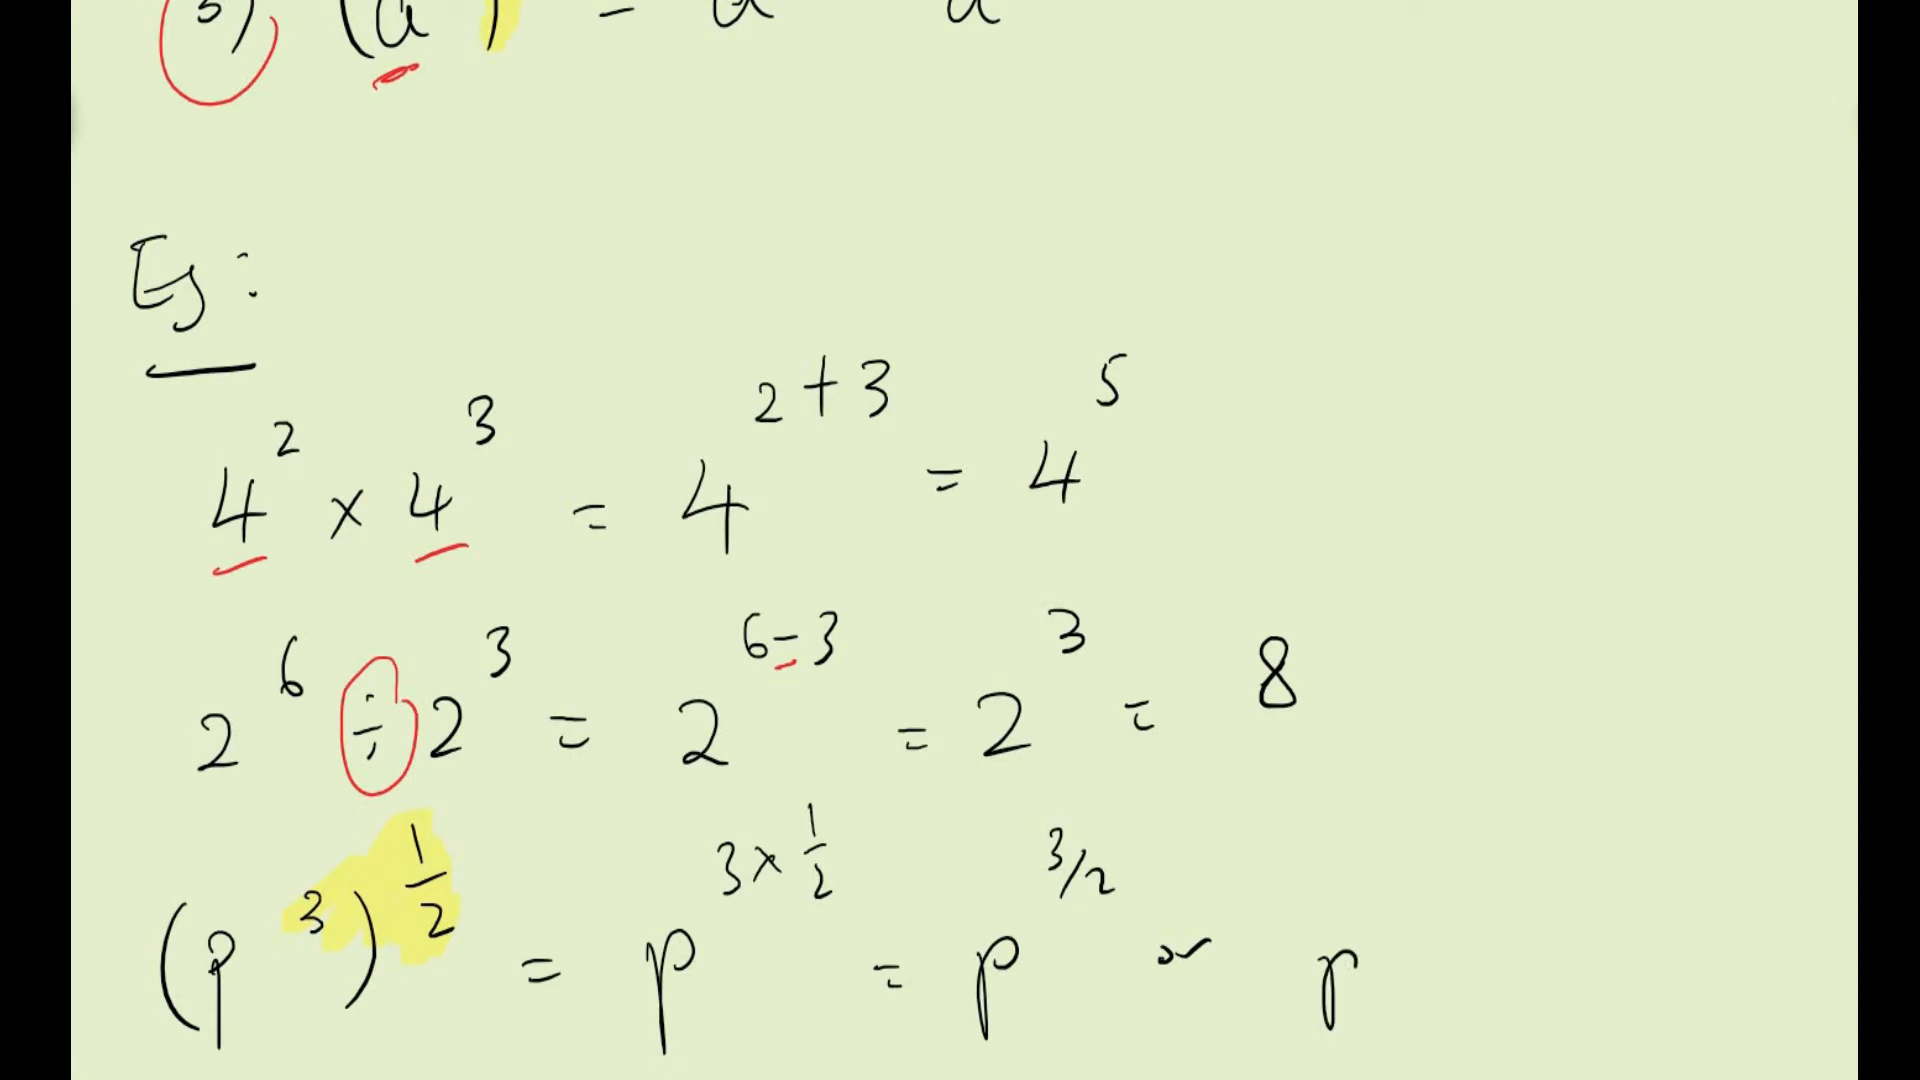 (a) = a a
Eg:
4² × 4³ = 4²⁺³ = 4⁵
2⁶ ÷ 2³ = 2⁶⁻³ = 2³ = 8
(p³)^½ = p^(3×½) = p^(3/2) or p